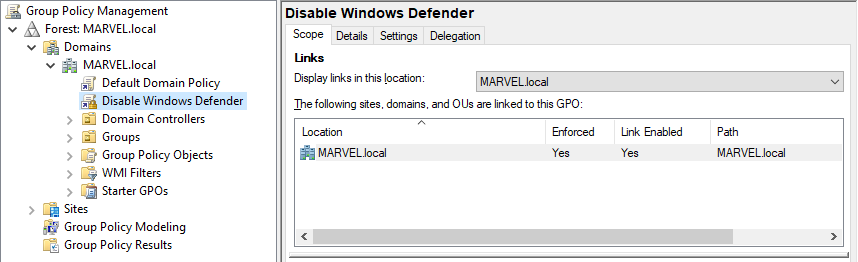 Group Policy Management
Forest: MARVEL.local
Domains
MARVEL.local
Default Domain Policy
Disable Windows Defender
Domain Controllers
Groups
Group Policy Objects
WMI Filters
Starter GPOs
Sites
Group Policy Modeling
Group Policy Results
Disable Windows Defender
Scope Details Settings Delegation
Links
Display links in this location: MARVEL.local
The following sites, domains, and OUs are linked to this GPO:
Location Enforced Link Enabled Path
MARVEL.local Yes Yes MARVEL.local